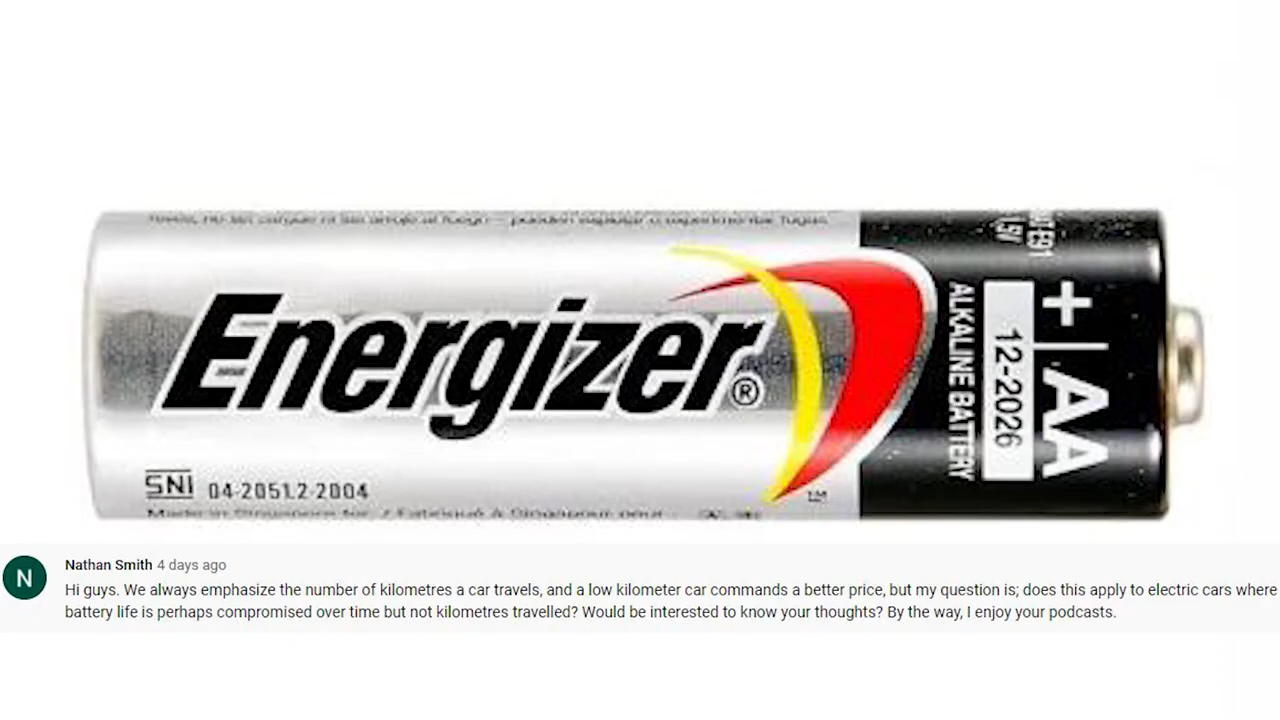 Energizer®
SNI 04-2051.2-2004
TM
ALKALINE BATTERY
12-2026
+ AA
N
Nathan Smith 4 days ago
Hi guys. We always emphasize the number of kilometres a car travels, and a low kilometer car commands a better price, but my question is; does this apply to electric cars where
battery life is perhaps compromised over time but not kilometres travelled? Would be interested to know your thoughts? By the way, I enjoy your podcasts.